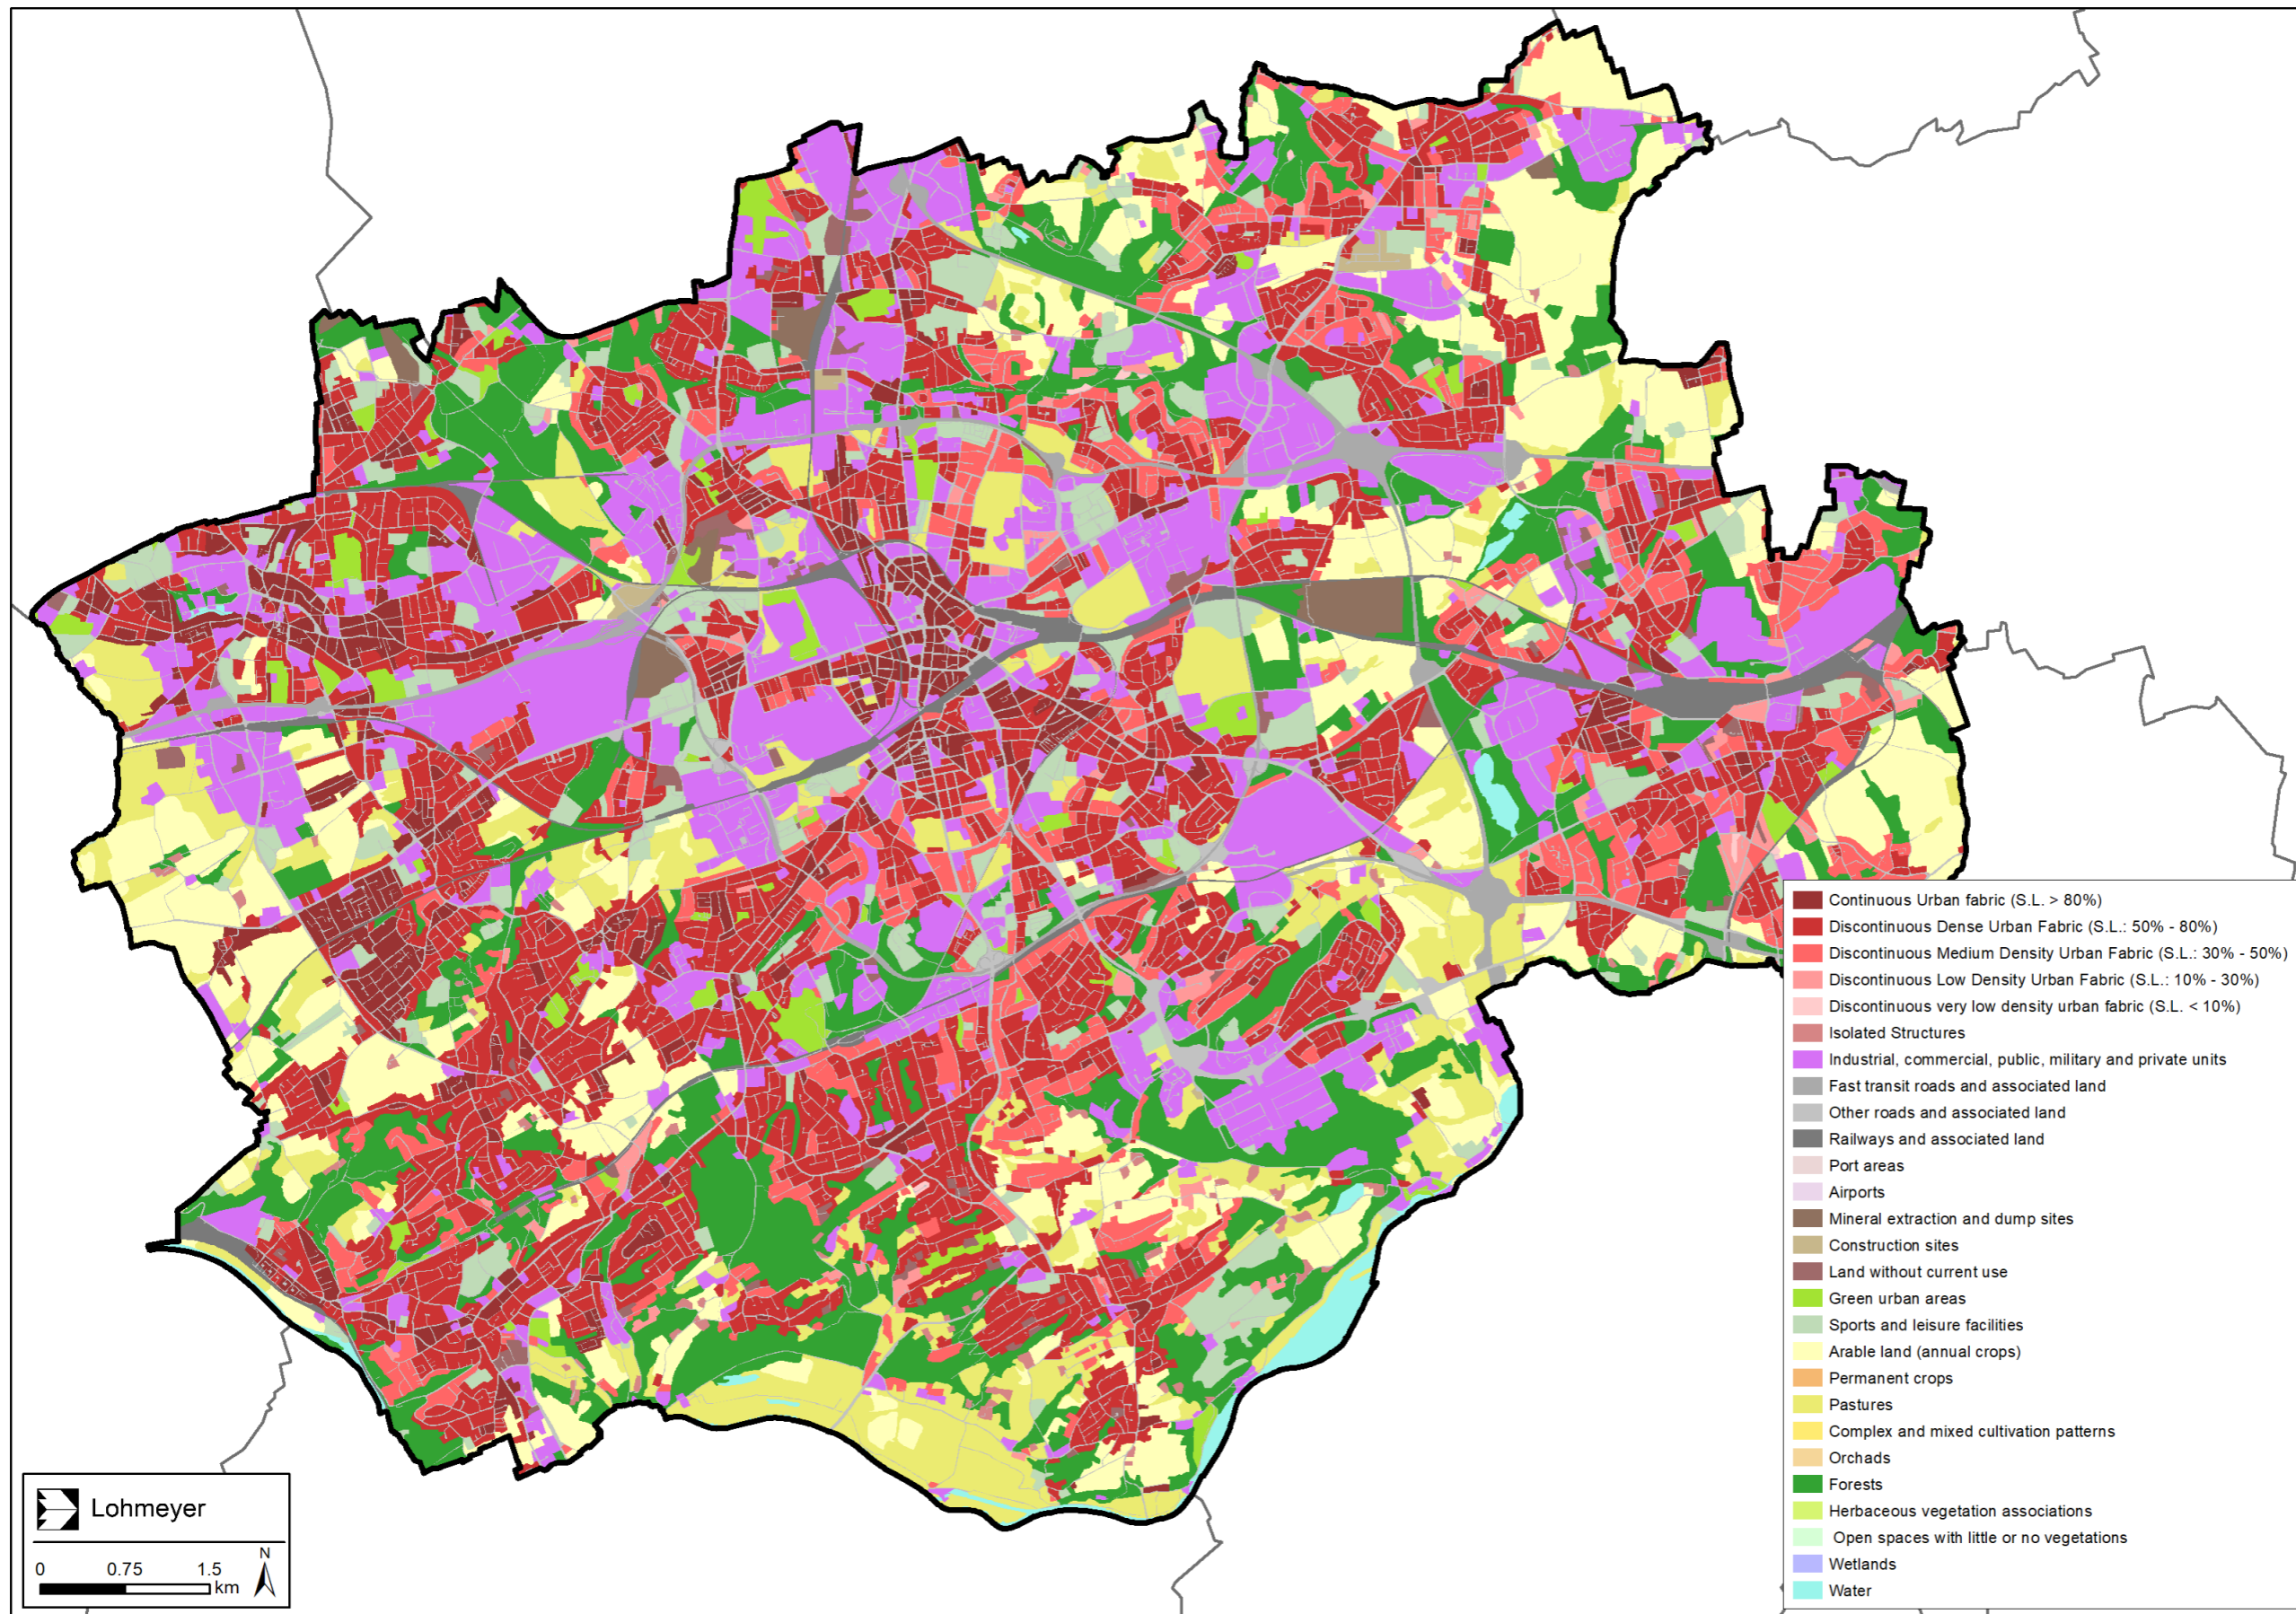 Continuous Urban fabric (S.L. > 80%)
Discontinuous Dense Urban Fabric (S.L.: 50% - 80%)
Discontinuous Medium Density Urban Fabric (S.L.: 30% - 50%)
Discontinuous Low Density Urban Fabric (S.L.: 10% - 30%)
Discontinuous very low density urban fabric (S.L. < 10%)
Isolated Structures
Industrial, commercial, public, military and private units
Fast transit roads and associated land
Other roads and associated land
Railways and associated land
Port areas
Airports
Mineral extraction and dump sites
Construction sites
Land without current use
Green urban areas
Sports and leisure facilities
Arable land (annual crops)
Permanent crops
Pastures
Complex and mixed cultivation patterns
Orchads
Forests
Herbaceous vegetation associations
Open spaces with little or no vegetations
Wetlands
Water
Lohmeyer
0 0.75 1.5 N
km